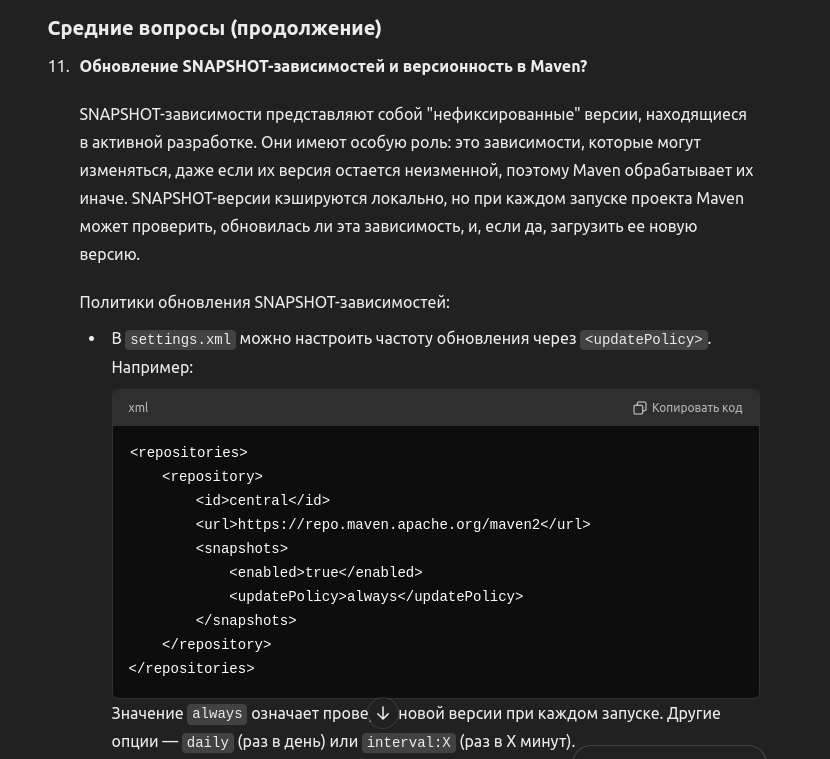 Средние вопросы (продолжение)
11. Обновление SNAPSHOT-зависимостей и версионность в Maven?
SNAPSHOT-зависимости представляют собой "нефиксированные" версии, находящиеся
в активной разработке. Они имеют особую роль: это зависимости, которые могут
изменяться, даже если их версия остается неизменной, поэтому Maven обрабатывает их
иначе. SNAPSHOT-версии кэшируются локально, но при каждом запуске проекта Maven
может проверить, обновилась ли эта зависимость, и, если да, загрузить ее новую
версию.
Политики обновления SNAPSHOT-зависимостей:
• В settings.xml можно настроить частоту обновления через <updatePolicy>.
Например:
xml Копировать код
<repositories>
    <repository>
        <id>central</id>
        <url>https://repo.maven.apache.org/maven2</url>
        <snapshots>
            <enabled>true</enabled>
            <updatePolicy>always</updatePolicy>
        </snapshots>
    </repository>
</repositories>
Значение always означает прове новой версии при каждом запуске. Другие
опции — daily (раз в день) или interval:X (раз в X минут).